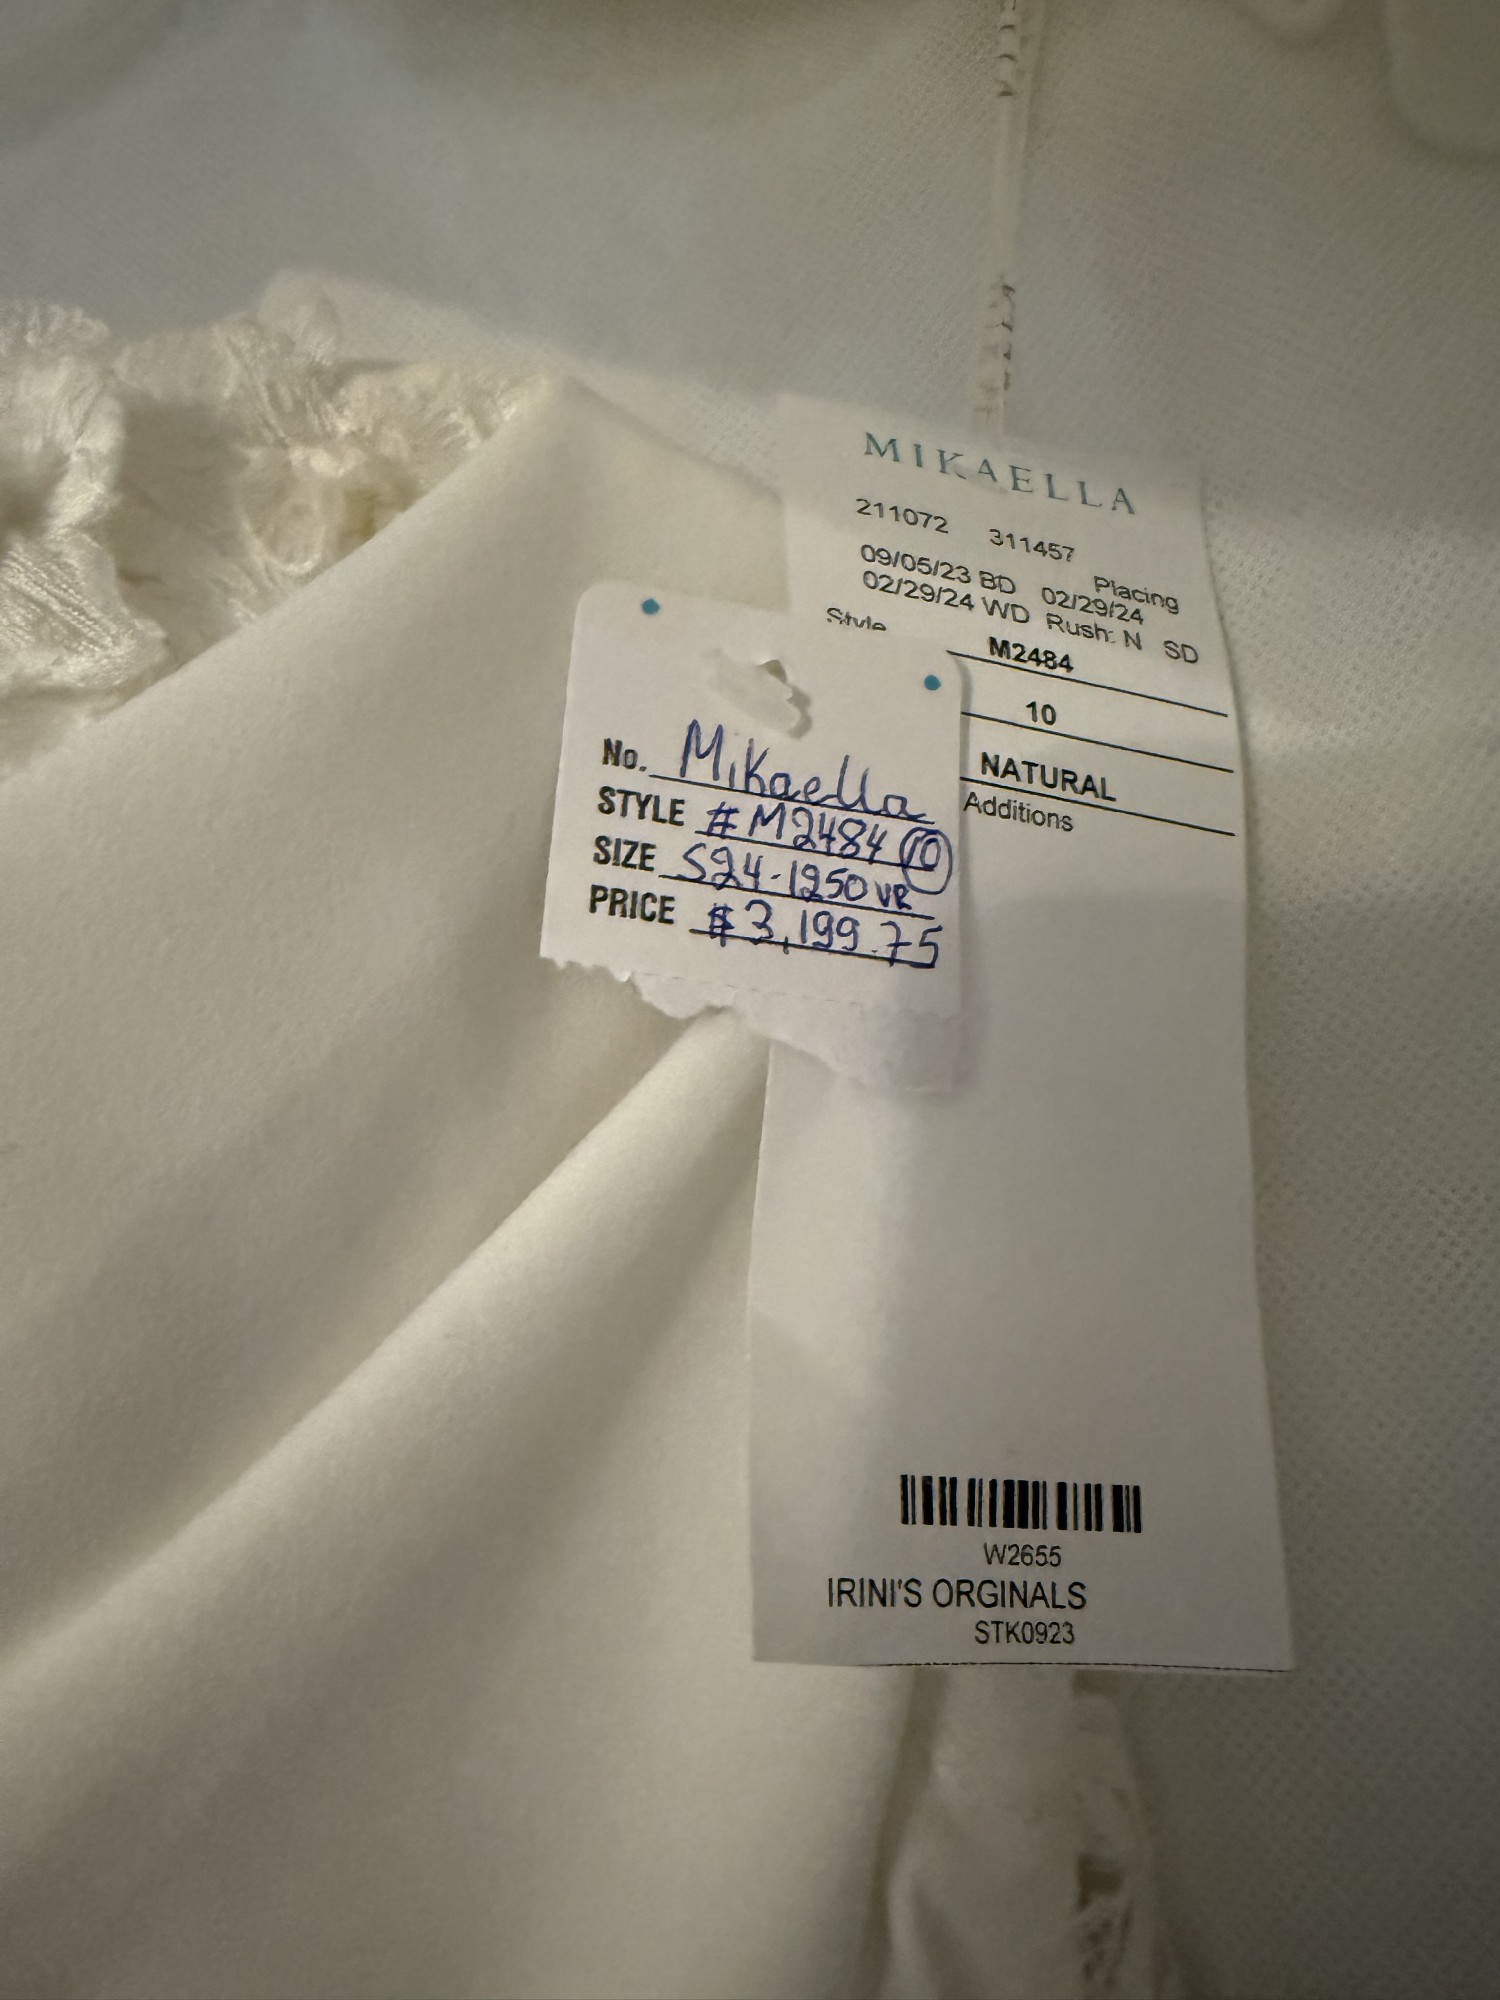 MIKAELLA
211072 311457 Placing
09/05/23 BD 02/29/24
02/29/24 WD Rush: N SD
Style M2484
10
NATURAL
Additions
No. Mikaella
STYLE #M2484 10
SIZE S24-1250 VR
PRICE $3,199.75
W2655
IRINI'S ORGINALS
STK0923